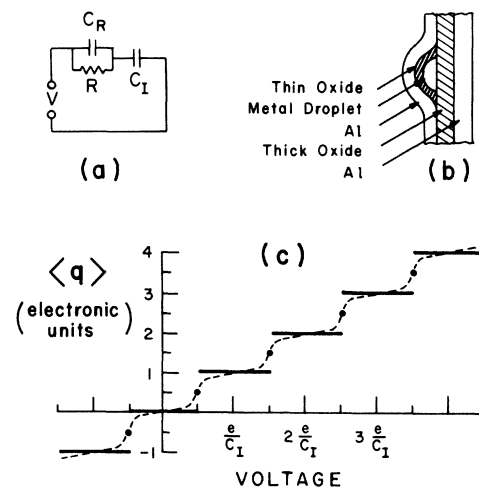 C_R
R
C_I
V
(a)
Thin Oxide
Metal Droplet
Al
Thick Oxide
Al
(b)
(c)
<q>
(electronic
units)
4
3
2
1
-1
e/C_I
2 e/C_I
3 e/C_I
VOLTAGE